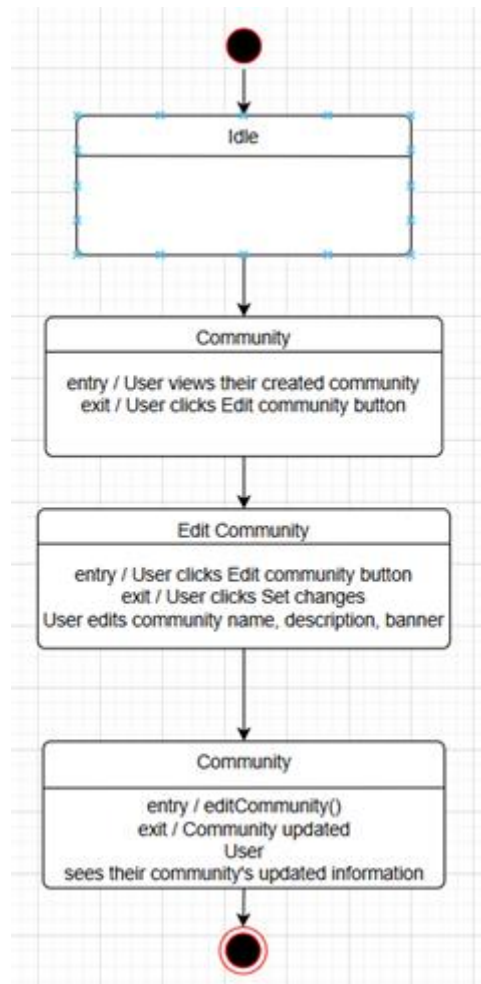 Idle
Community
entry / User views their created community
exit / User clicks Edit community button
Edit Community
entry / User clicks Edit community button
exit / User clicks Set changes
User edits community name, description, banner
Community
entry / editCommunity()
exit / Community updated
User
sees their community's updated information